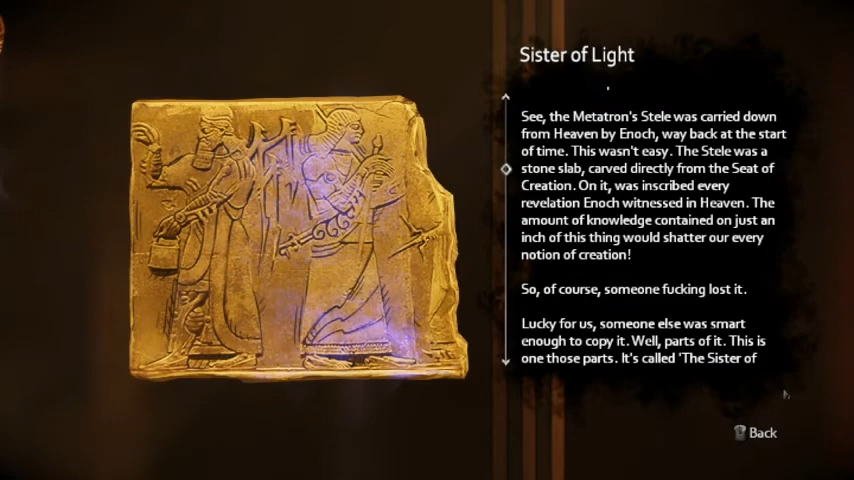 Sister of Light
See, the Metatron's Stele was carried down
from Heaven by Enoch, way back at the start
of time. This wasn't easy. The Stele was a
stone slab, carved directly from the Seat of
Creation. On it, was inscribed every
revelation Enoch witnessed in Heaven. The
amount of knowledge contained on just an
inch of this thing would shatter our every
notion of creation!
So, of course, someone fucking lost it.
Lucky for us, someone else was smart
enough to copy it. Well, parts of it. This is
one those parts. It's called 'The Sister of
Back